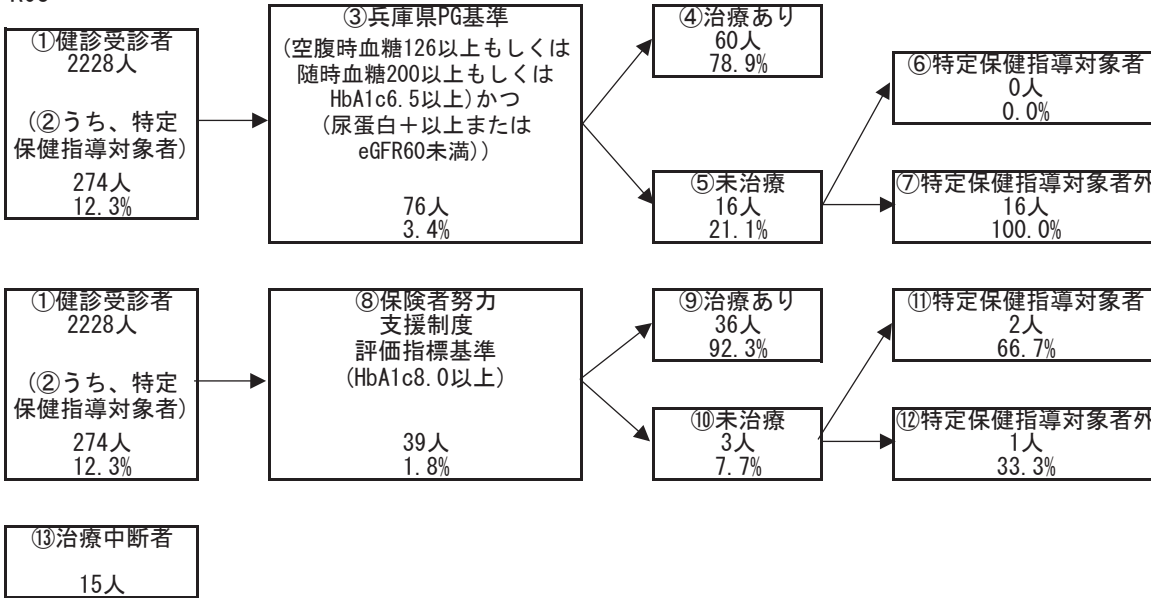 ①健診受診者
2228人
(②うち、特定
保健指導対象者)
274人
12.3%
③兵庫県PG基準
(空腹時血糖126以上もしくは
随時血糖200以上もしくは
HbA1c6.5以上)かつ
(尿蛋白+以上または
eGFR60未満))
76人
3.4%
④治療あり
60人
78.9%
⑤未治療
16人
21.1%
⑥特定保健指導対象者
0人
0.0%
⑦特定保健指導対象者外
16人
100.0%
①健診受診者
2228人
(②うち、特定
保健指導対象者)
274人
12.3%
⑧保険者努力
支援制度
評価指標基準
(HbA1c8.0以上)
39人
1.8%
⑨治療あり
36人
92.3%
⑩未治療
3人
7.7%
⑪特定保健指導対象者
2人
66.7%
⑫特定保健指導対象者外
1人
33.3%
⑬治療中断者
15人